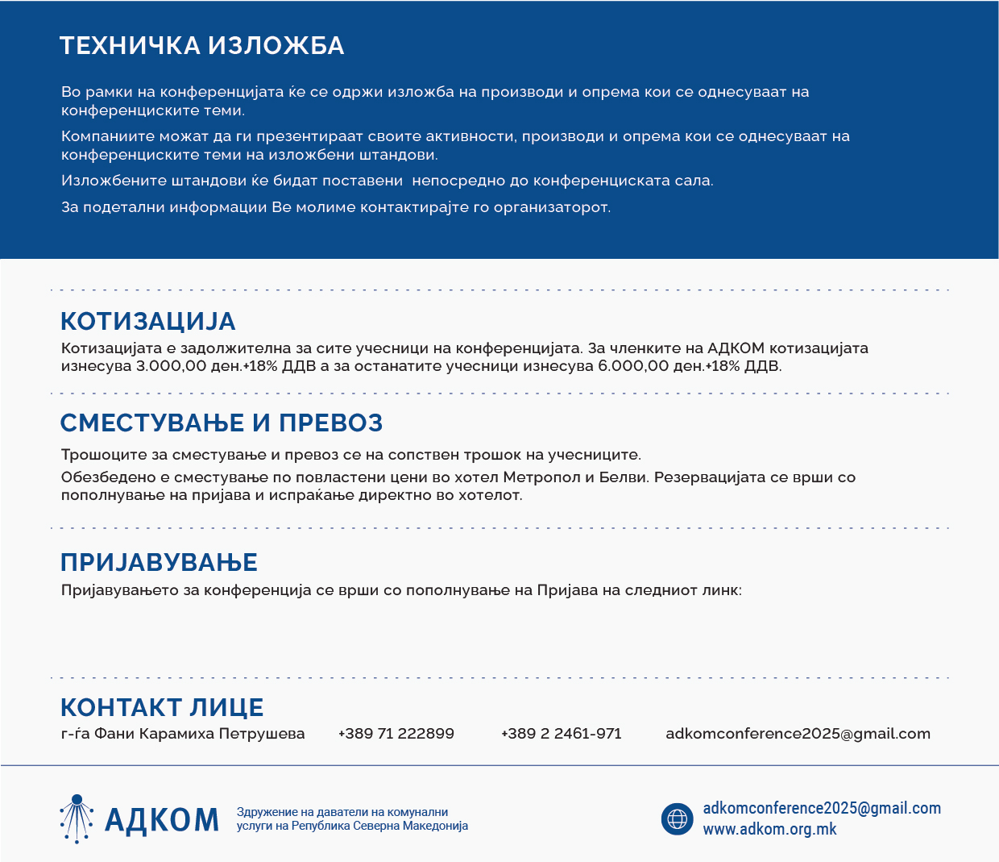 ТЕХНИЧКА ИЗЛОЖБА
Во рамки на конференцијата ќе се одржи изложба на производи и опрема кои се однесуваат на
конференциските теми.
Компаниите можат да ги презентираат своите активности, производи и опрема кои се однесуваат на
конференциските теми на изложбени штандови.
Изложбените штандови ќе бидат поставени  непосредно до конференциската сала.
За подетални информации Ве молиме контактирајте го организаторот.
КОТИЗАЦИЈА
Котизацијата е задолжителна за сите учесници на конференцијата. За членките на АДКОМ котизацијата
изнесува 3.000,00 ден.+18% ДДВ а за останатите учесници изнесува 6.000,00 ден.+18% ДДВ.
СМЕСТУВАЊЕ И ПРЕВОЗ
Трошоците за сместување и превоз се на сопствен трошок на учесниците.
Обезбедено е сместување по повластени цени во хотел Метропол и Белви. Резервацијата се врши со
пополнување на пријава и испраќање директно во хотелот.
ПРИЈАВУВАЊЕ
Пријавувањето за конференција се врши со пополнување на Пријава на следниот линк:
КОНТАКТ ЛИЦЕ
г-ѓа Фани Карамиха Петрушева +389 71 222899 +389 2 2461-971 adkomconference2025@gmail.com
АДКОМ
Здружение на даватели на комунални
услуги на Република Северна Македонија
adkomconference2025@gmail.com
www.adkom.org.mk